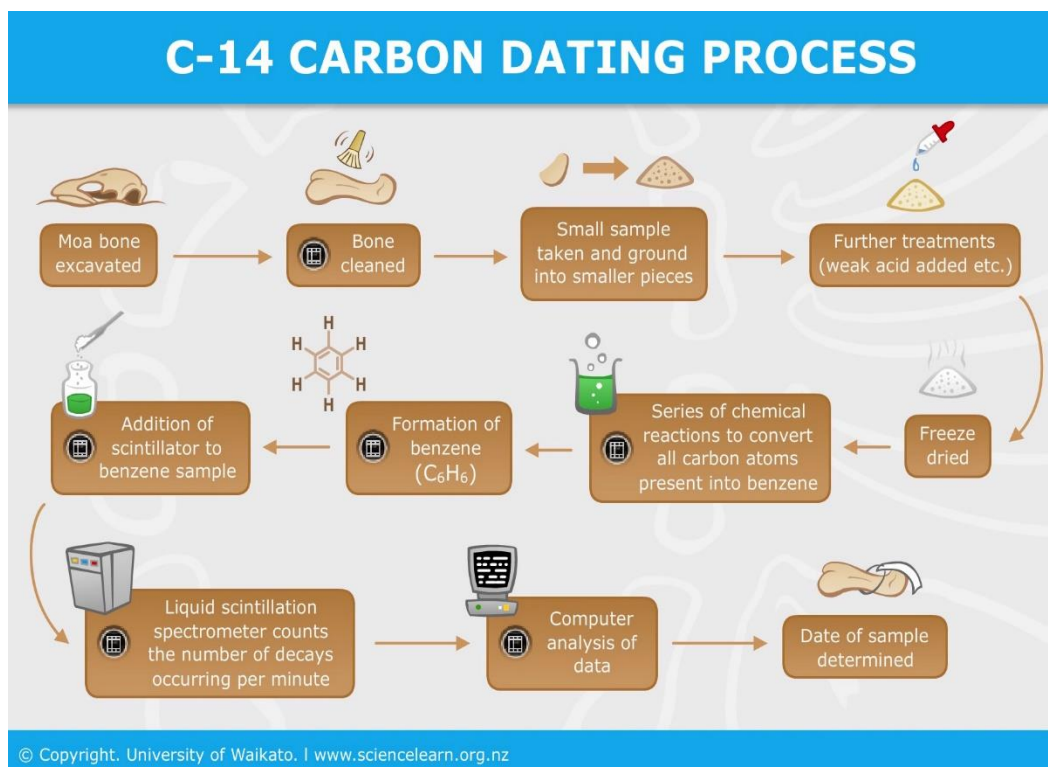 C-14 CARBON DATING PROCESS
Moa bone
excavated
Bone
cleaned
Small sample
taken and ground
into smaller pieces
Further treatments
(weak acid added etc.)
Freeze
dried
Series of chemical
reactions to convert
all carbon atoms
present into benzene
H
H
H
H
H
H
Formation of
benzene
(C₆H₆)
Addition of
scintillator to
benzene sample
Liquid scintillation
spectrometer counts
the number of decays
occurring per minute
Computer
analysis of
data
Date of sample
determined
© Copyright. University of Waikato. l www.sciencelearn.org.nz